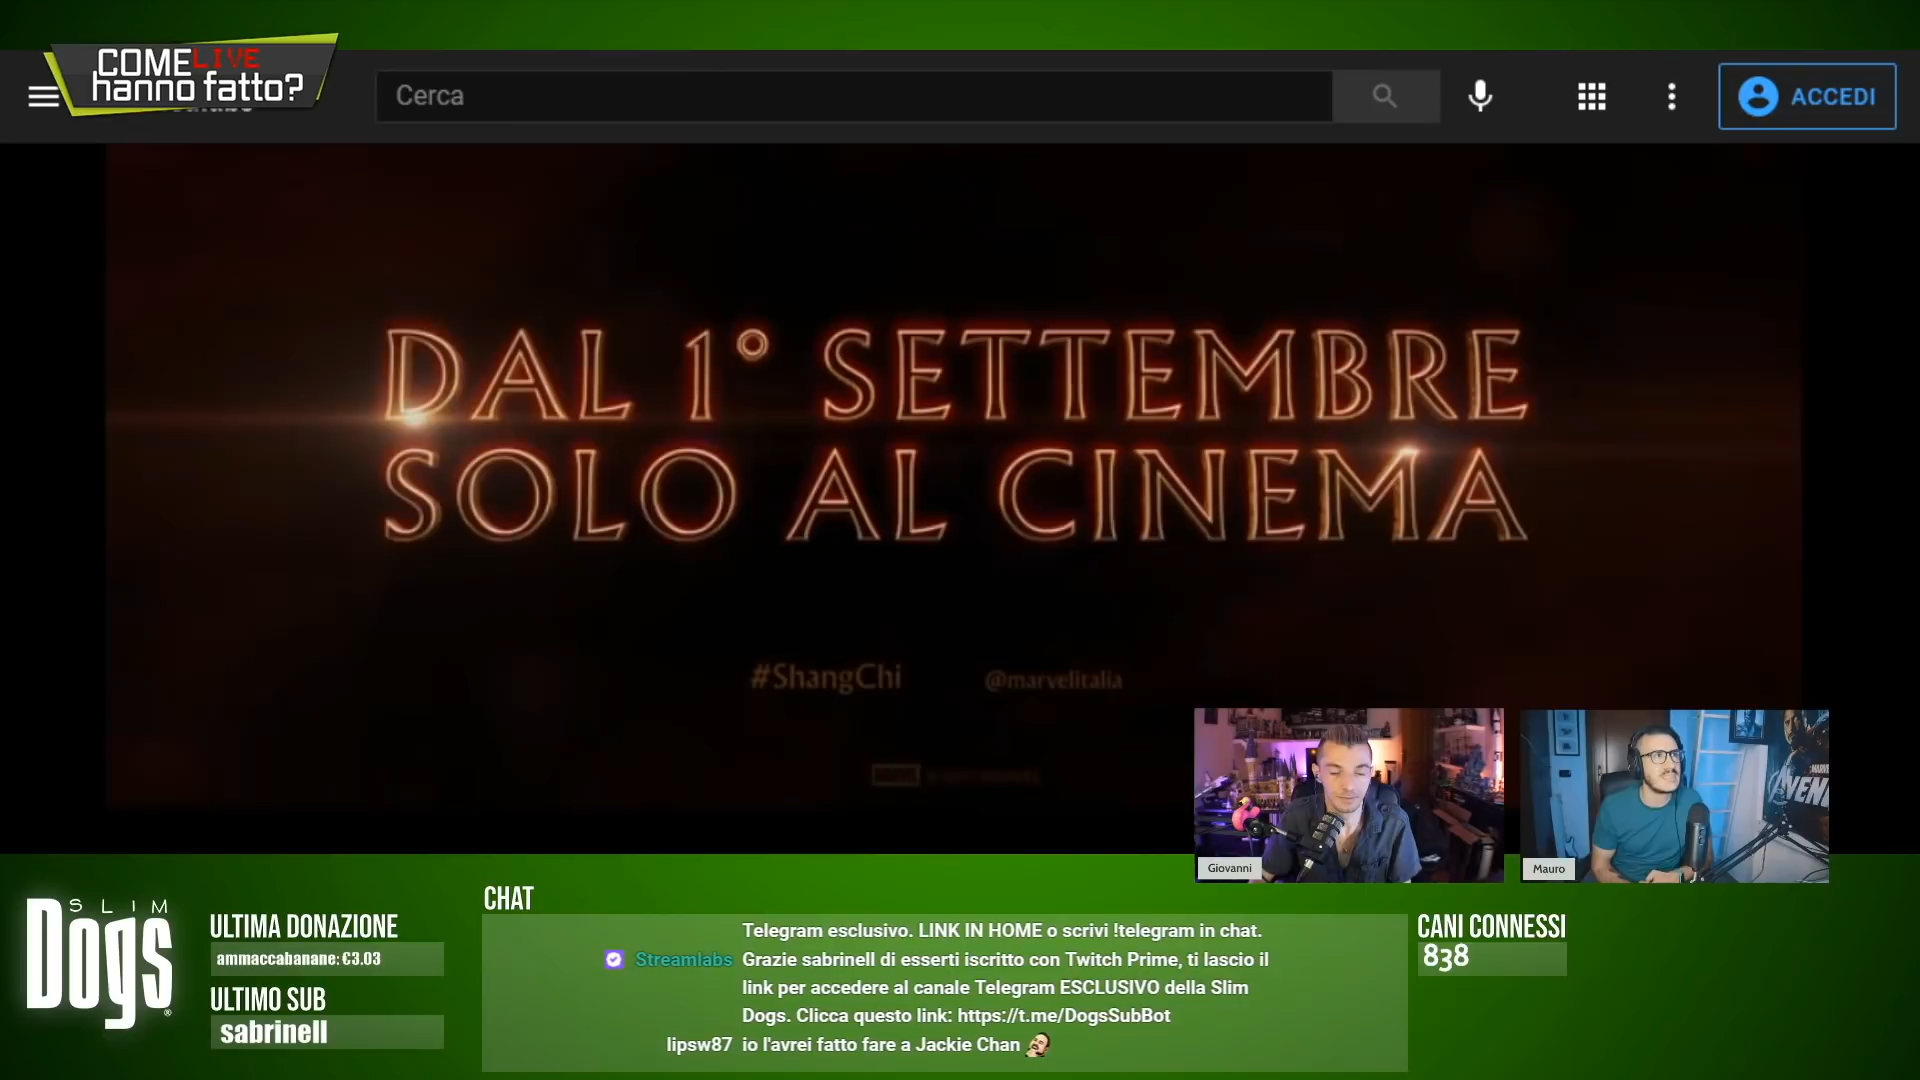 COME LIVE
hanno fatto?
Cerca
ACCEDI
DAL 1° SETTEMBRE
SOLO AL CINEMA
#ShangChi @marvelitalia
Giovanni
Mauro
SLIM
Dogs
ULTIMA DONAZIONE
ammaccabanane: €3.03
ULTIMO SUB
sabrinell
CHAT
Telegram esclusivo. LINK IN HOME o scrivi !telegram in chat.
Streamlabs Grazie sabrinell di esserti iscritto con Twitch Prime, ti lascio il
link per accedere al canale Telegram ESCLUSIVO della Slim
Dogs. Clicca questo link: https://t.me/DogsSubBot
lipsw87 io l'avrei fatto fare a Jackie Chan
CANI CONNESSI
838